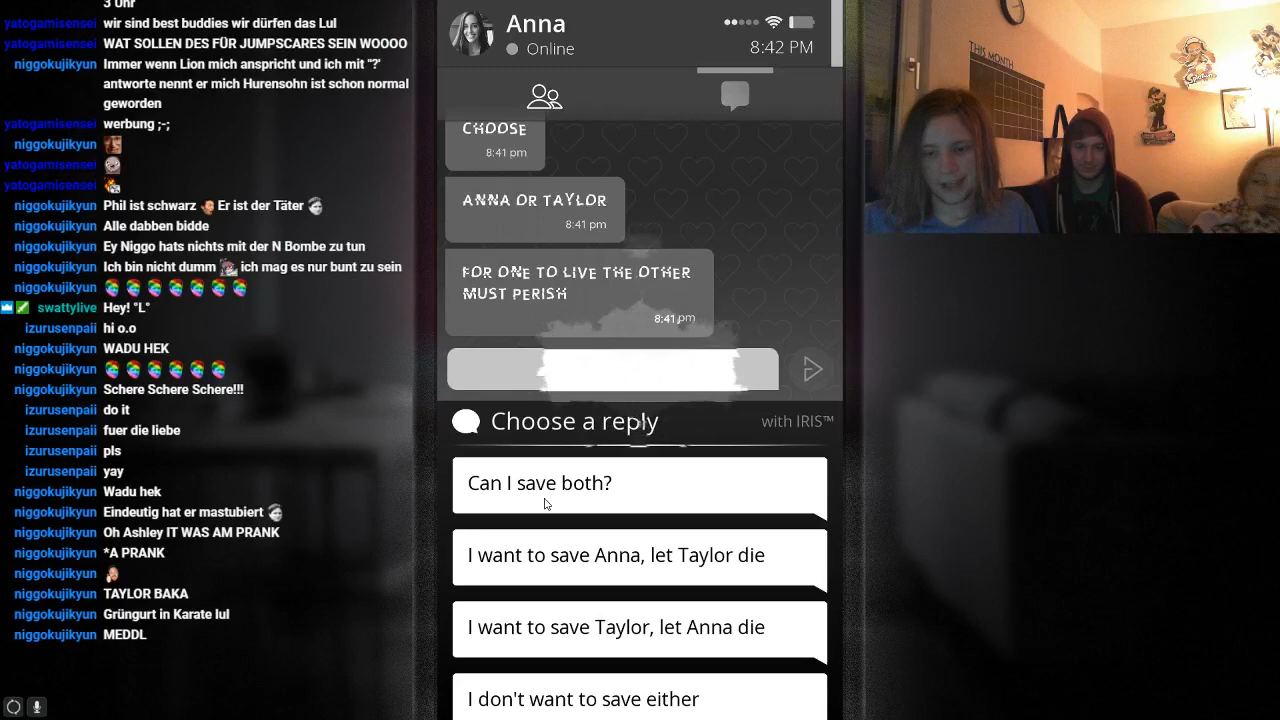 3 Uhr
yatogamisensei wir sind best buddies wir dürfen das Lul
yatogamisensei WAT SOLLEN DES FÜR JUMPSCARES SEIN WOOOO
niggokujikyun Immer wenn Lion mich anspricht und ich mit "?"
antworte nennt er mich Hurensohn ist schon normal
geworden
yatogamisensei werbung ;-;
niggokujikyun
yatogamisensei
yatogamisensei
niggokujikyun Phil ist schwarz Er ist der Täter
niggokujikyun Alle dabben bidde
niggokujikyun Ey Niggo hats nichts mit der N Bombe zu tun
niggokujikyun Ich bin nicht dumm ich mag es nur bunt zu sein
niggokujikyun
swattylive Hey! °L°
izurusenpaii hi o.o
niggokujikyun WADU HEK
niggokujikyun
niggokujikyun Schere Schere Schere!!!
izurusenpaii do it
izurusenpaii fuer die liebe
izurusenpaii pls
izurusenpaii yay
niggokujikyun Wadu hek
niggokujikyun Eindeutig hat er mastubiert
niggokujikyun Oh Ashley IT WAS AM PRANK
niggokujikyun *A PRANK
niggokujikyun
niggokujikyun TAYLOR BAKA
niggokujikyun Grüngurt in Karate lul
niggokujikyun MEDDL
Anna
Online
8:42 PM
CHOOSE
8:41 pm
ANNA OR TAYLOR
8:41 pm
FOR ONE TO LIVE THE OTHER
MUST PERISH
8:41 pm
Choose a reply
with IRIS™
Can I save both?
I want to save Anna, let Taylor die
I want to save Taylor, let Anna die
I don't want to save either
THIS MONTH